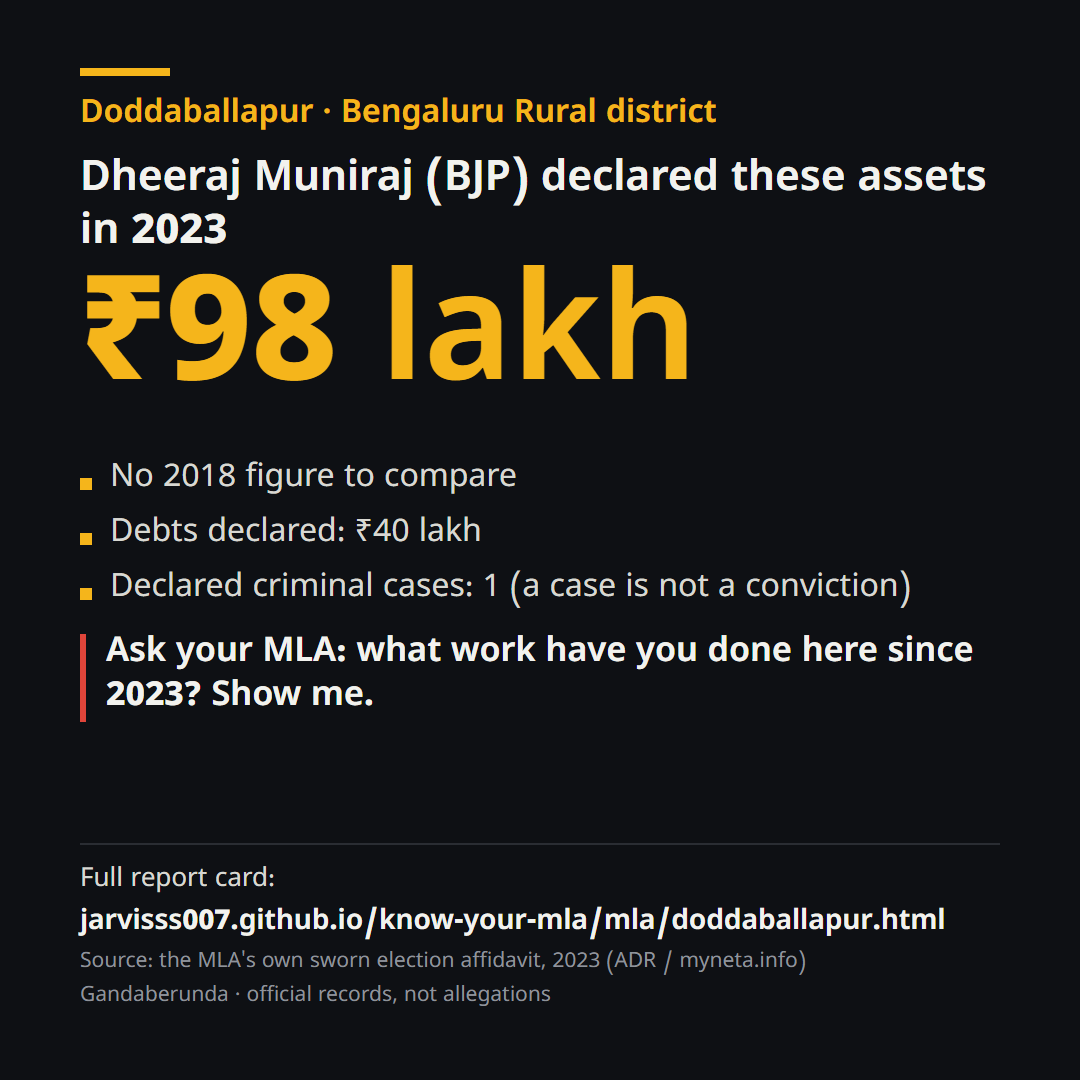 Doddaballapur · Bengaluru Rural district
Dheeraj Muniraj (BJP) declared these assets
in 2023
₹98 lakh
No 2018 figure to compare
Debts declared: ₹40 lakh
Declared criminal cases: 1 (a case is not a conviction)
Ask your MLA: what work have you done here since
2023? Show me.
Full report card:
jarvisss007.github.io/know-your-mla/mla/doddaballapur.html
Source: the MLA's own sworn election affidavit, 2023 (ADR / myneta.info)
Gandaberunda · official records, not allegations